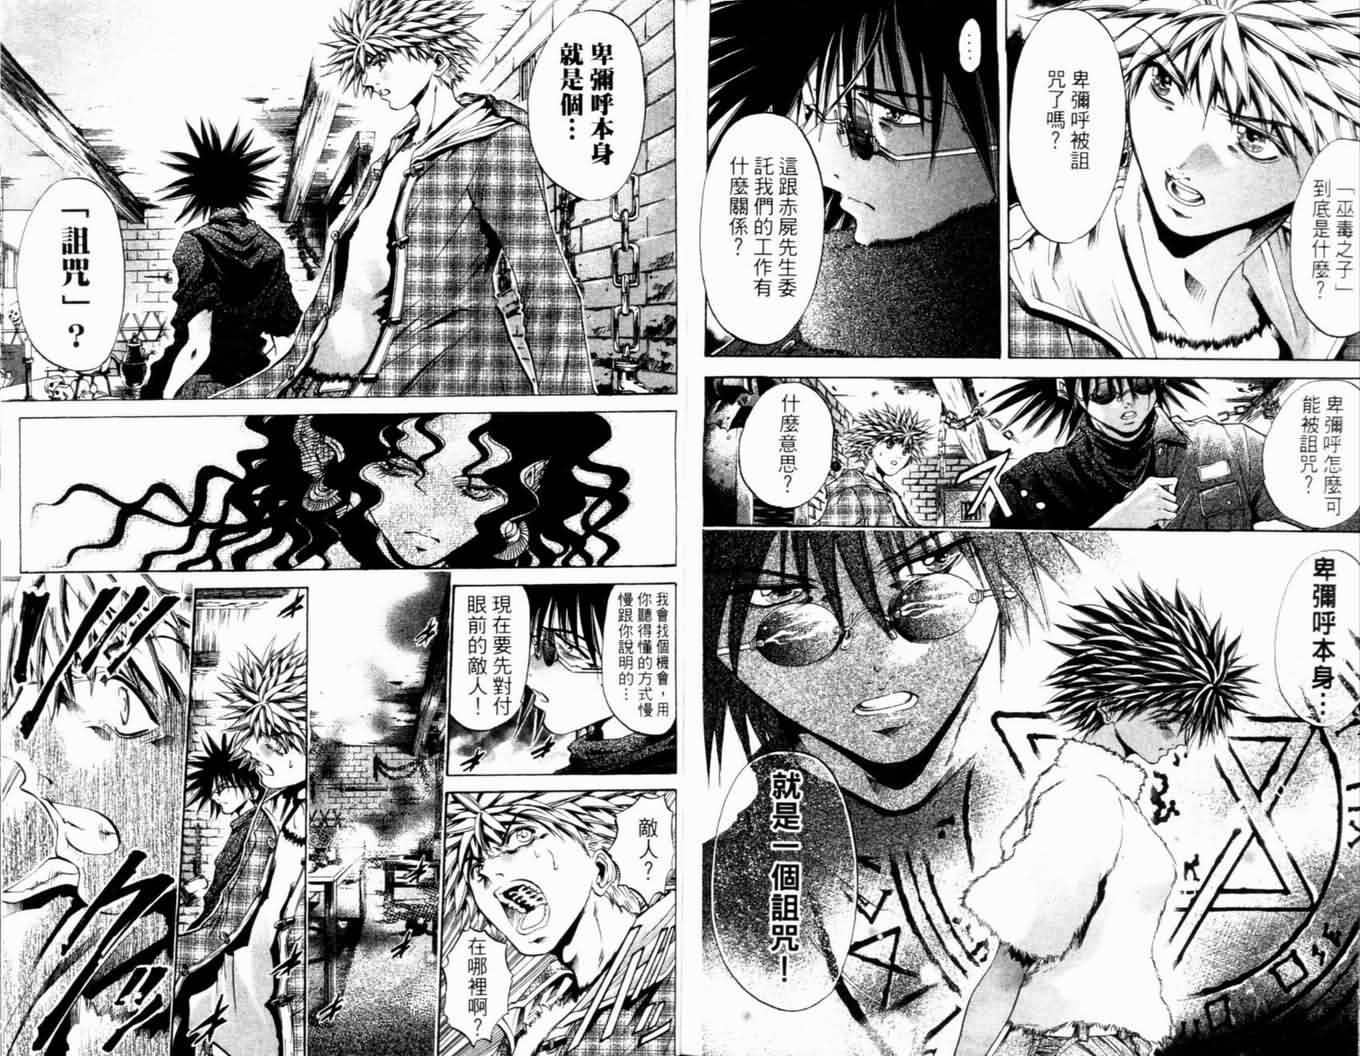 「巫毒之子」
到底是什麼？
卑彌呼被詛
咒了嗎？
…
這跟赤屍先生委
託我們的工作有
什麼關係？
卑彌呼怎麼可
能被詛咒？
什麼意思？
卑彌呼本身…
就是一個詛咒！
卑彌呼本身
就是個…
「詛咒」？
我會找個機會，用
你聽得懂的方式慢
慢跟你說明的…
現在要先對付
眼前的敵人！
敵人？
在哪裡啊？